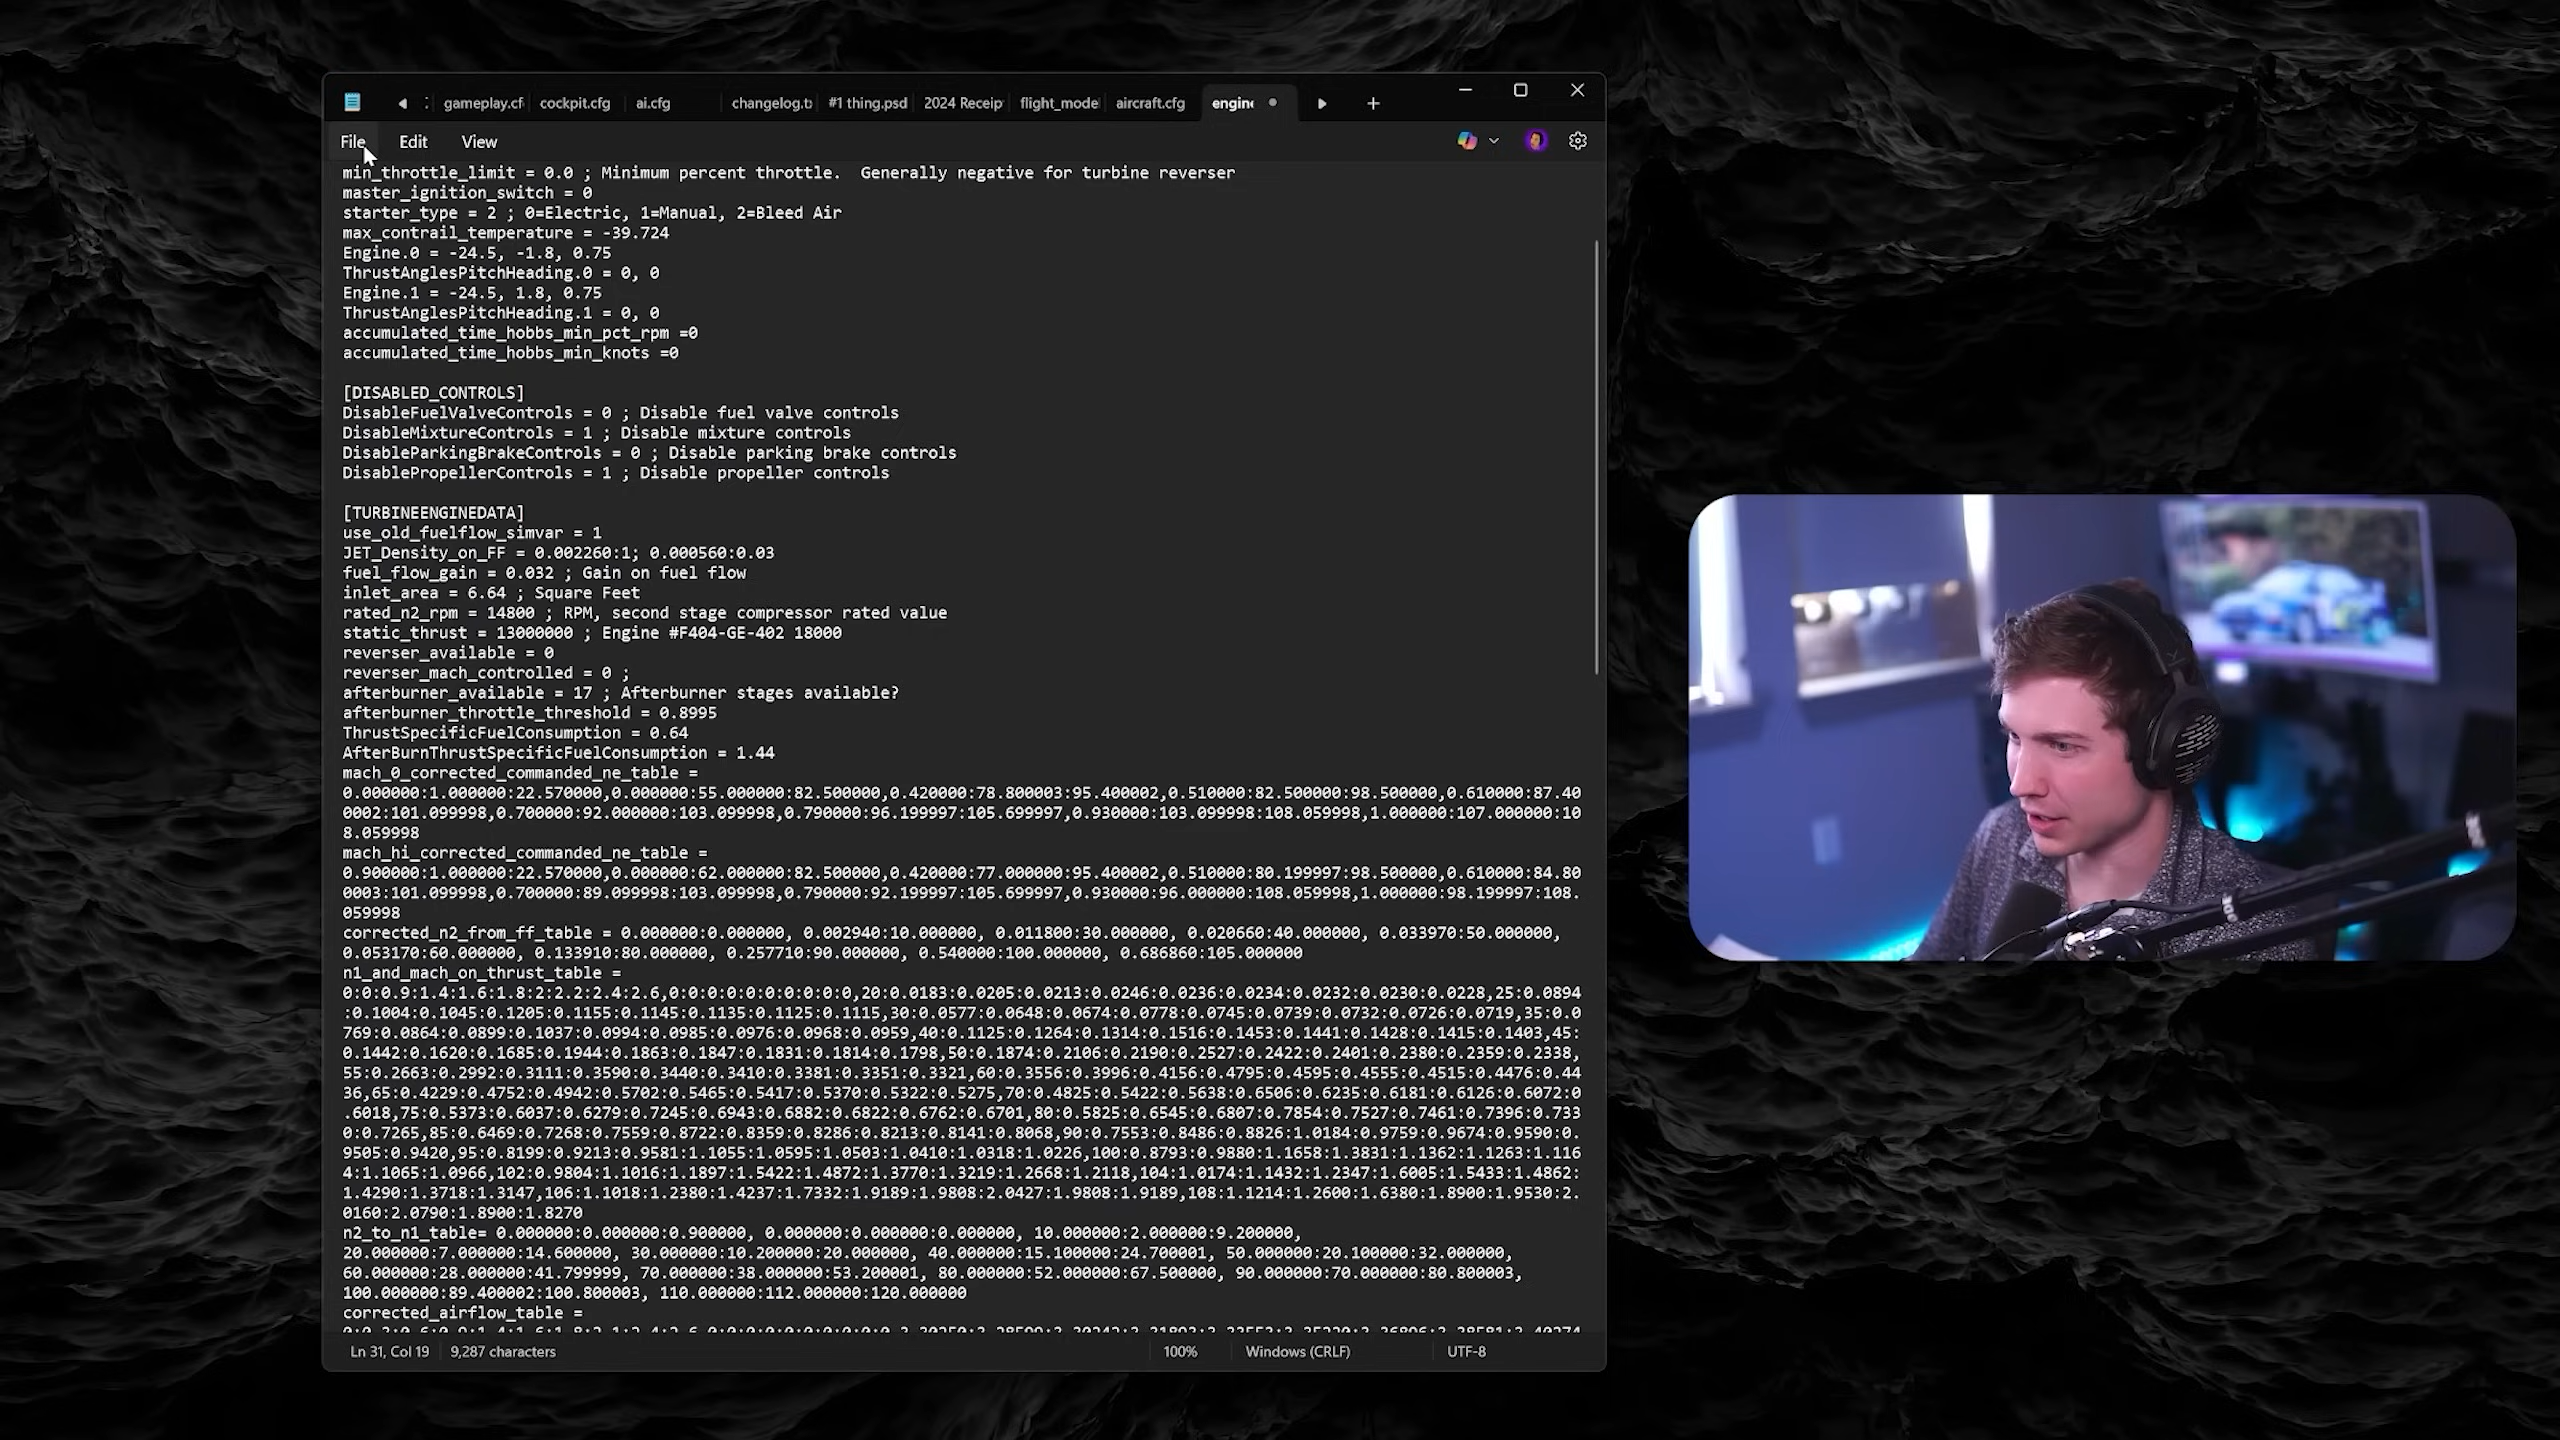 gameplay.cf cockpit.cfg ai.cfg changelog.t #1 thing.psd 2024 Receip flight_mode aircraft.cfg engine
File Edit View
min_throttle_limit = 0.0 ; Minimum percent throttle.  Generally negative for turbine reverser
master_ignition_switch = 0
starter_type = 2 ; 0=Electric, 1=Manual, 2=Bleed Air
max_contrail_temperature = -39.724
Engine.0 = -24.5, -1.8, 0.75
ThrustAnglesPitchHeading.0 = 0, 0
Engine.1 = -24.5, 1.8, 0.75
ThrustAnglesPitchHeading.1 = 0, 0
accumulated_time_hobbs_min_pct_rpm =0
accumulated_time_hobbs_min_knots =0
[DISABLED_CONTROLS]
DisableFuelValveControls = 0 ; Disable fuel valve controls
DisableMixtureControls = 1 ; Disable mixture controls
DisableParkingBrakeControls = 0 ; Disable parking brake controls
DisablePropellerControls = 1 ; Disable propeller controls
[TURBINEENGINEDATA]
use_old_fuelflow_simvar = 1
JET_Density_on_FF = 0.002260:1; 0.000560:0.03
fuel_flow_gain = 0.032 ; Gain on fuel flow
inlet_area = 6.64 ; Square Feet
rated_n2_rpm = 14800 ; RPM, second stage compressor rated value
static_thrust = 13000000 ; Engine #F404-GE-402 18000
reverser_available = 0
reverser_mach_controlled = 0 ;
afterburner_available = 17 ; Afterburner stages available?
afterburner_throttle_threshold = 0.8995
ThrustSpecificFuelConsumption = 0.64
AfterBurnThrustSpecificFuelConsumption = 1.44
mach_0_corrected_commanded_ne_table =
0.000000:1.000000:22.570000,0.000000:55.000000:82.500000,0.420000:78.800003:95.400002,0.510000:82.500000:98.500000,0.610000:87.40
0002:101.099998,0.700000:92.000000:103.099998,0.790000:96.199997:105.699997,0.930000:103.099998:108.059998,1.000000:107.000000:10
8.059998
mach_hi_corrected_commanded_ne_table =
0.900000:1.000000:22.570000,0.000000:62.000000:82.500000,0.420000:77.000000:95.400002,0.510000:80.199997:98.500000,0.610000:84.80
0003:101.099998,0.700000:89.099998:103.099998,0.790000:92.199997:105.699997,0.930000:96.000000:108.059998,1.000000:98.199997:108.
059998
corrected_n2_from_ff_table = 0.000000:0.000000, 0.002940:10.000000, 0.011800:30.000000, 0.020660:40.000000, 0.033970:50.000000,
0.053170:60.000000, 0.133910:80.000000, 0.257710:90.000000, 0.540000:100.000000, 0.686860:105.000000
n1_and_mach_on_thrust_table =
0:0:0.9:1.4:1.6:1.8:2:2.2:2.4:2.6,0:0:0:0:0:0:0:0:0:0,20:0.0183:0.0205:0.0213:0.0246:0.0236:0.0234:0.0232:0.0230:0.0228,25:0.0894
:0.1004:0.1045:0.1205:0.1155:0.1145:0.1135:0.1125:0.1115,30:0.0577:0.0648:0.0674:0.0778:0.0745:0.0739:0.0732:0.0726:0.0719,35:0.0
769:0.0864:0.0899:0.1037:0.0994:0.0985:0.0976:0.0968:0.0959,40:0.1125:0.1264:0.1314:0.1516:0.1453:0.1441:0.1428:0.1415:0.1403,45:
0.1442:0.1620:0.1685:0.1944:0.1863:0.1847:0.1831:0.1814:0.1798,50:0.1874:0.2106:0.2190:0.2527:0.2422:0.2401:0.2380:0.2359:0.2338,
55:0.2663:0.2992:0.3111:0.3590:0.3440:0.3410:0.3381:0.3351:0.3321,60:0.3556:0.3996:0.4156:0.4795:0.4595:0.4555:0.4515:0.4476:0.44
36,65:0.4229:0.4752:0.4942:0.5702:0.5465:0.5417:0.5370:0.5322:0.5275,70:0.4825:0.5422:0.5638:0.6506:0.6235:0.6181:0.6126:0.6072:0
.6018,75:0.5373:0.6037:0.6279:0.7245:0.6943:0.6882:0.6822:0.6762:0.6701,80:0.5825:0.6545:0.6807:0.7854:0.7527:0.7461:0.7396:0.733
0:0.7265,85:0.6469:0.7268:0.7559:0.8722:0.8359:0.8286:0.8213:0.8141:0.8068,90:0.7553:0.8486:0.8826:1.0184:0.9759:0.9674:0.9590:0.
9505:0.9420,95:0.8199:0.9213:0.9581:1.1055:1.0595:1.0503:1.0410:1.0318:1.0226,100:0.8793:0.9880:1.1658:1.3831:1.1362:1.1263:1.116
4:1.1065:1.0966,102:0.9804:1.1016:1.1897:1.5422:1.4872:1.3770:1.3219:1.2668:1.2118,104:1.0174:1.1432:1.2347:1.6005:1.5433:1.4862:
1.4290:1.3718:1.3147,106:1.1018:1.2380:1.4237:1.7332:1.9189:1.9808:2.0427:1.9808:1.9189,108:1.1214:1.2600:1.6380:1.8900:1.9530:2.
0160:2.0790:1.8900:1.8270
n2_to_n1_table= 0.000000:0.000000:0.900000, 0.000000:0.000000:0.000000, 10.000000:2.000000:9.200000,
20.000000:7.000000:14.600000, 30.000000:10.200000:20.000000, 40.000000:15.100000:24.700001, 50.000000:20.100000:32.000000,
60.000000:28.000000:41.799999, 70.000000:38.000000:53.200001, 80.000000:52.000000:67.500000, 90.000000:70.000000:80.800003,
100.000000:89.400002:100.800003, 110.000000:112.000000:120.000000
corrected_airflow_table =
Ln 31, Col 19 9,287 characters 100% Windows (CRLF) UTF-8